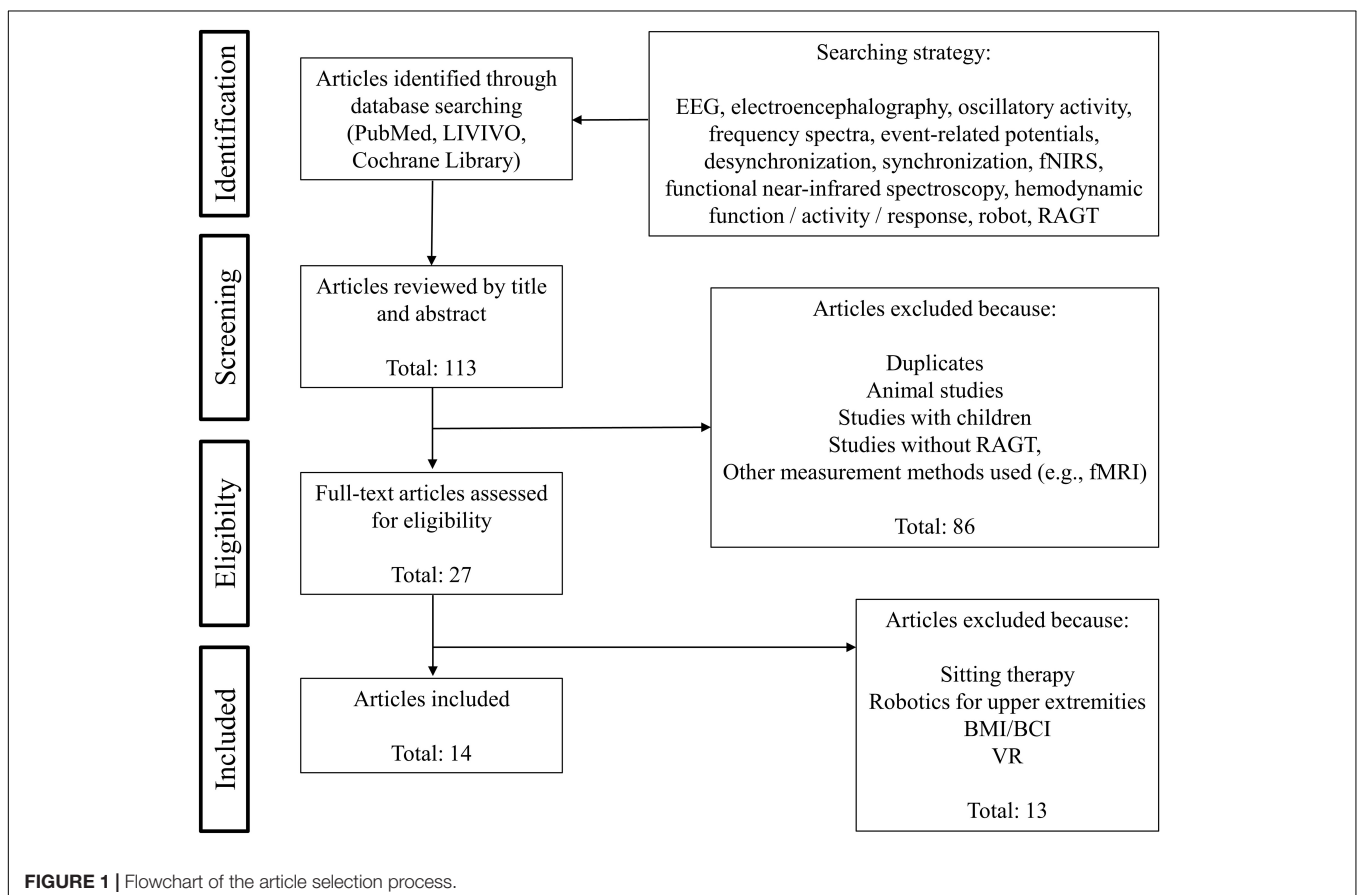 Identification
Articles identified through
database searching
(PubMed, LIVIVO,
Cochrane Library)
Searching strategy:
EEG, electroencephalography, oscillatory activity,
frequency spectra, event-related potentials,
desynchronization, synchronization, fNIRS,
functional near-infrared spectroscopy, hemodynamic
function / activity / response, robot, RAGT
Screening
Articles reviewed by title
and abstract
Total: 113
Articles excluded because:
Duplicates
Animal studies
Studies with children
Studies without RAGT,
Other measurement methods used (e.g., fMRI)
Total: 86
Eligibilty
Full-text articles assessed
for eligibility
Total: 27
Articles excluded because:
Sitting therapy
Robotics for upper extremities
BMI/BCI
VR
Total: 13
Included
Articles included
Total: 14
FIGURE 1 | Flowchart of the article selection process.